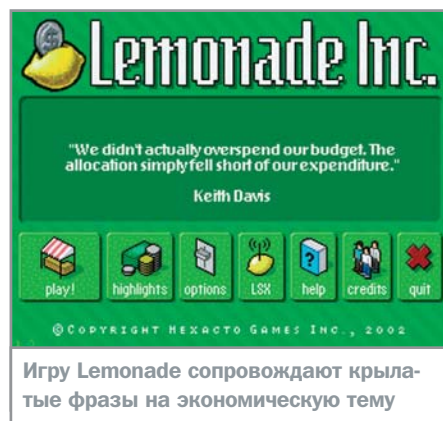 Lemonade Inc.
"We didn't actually overspend our budget. The
allocation simply fell short of our expenditure."
Keith Davis
play! highlights options LSX help credits quit
© COPYRIGHT HEXACTO GAMES INC., 2002
Игру Lemonade сопровождают крыла-
тые фразы на экономическую тему